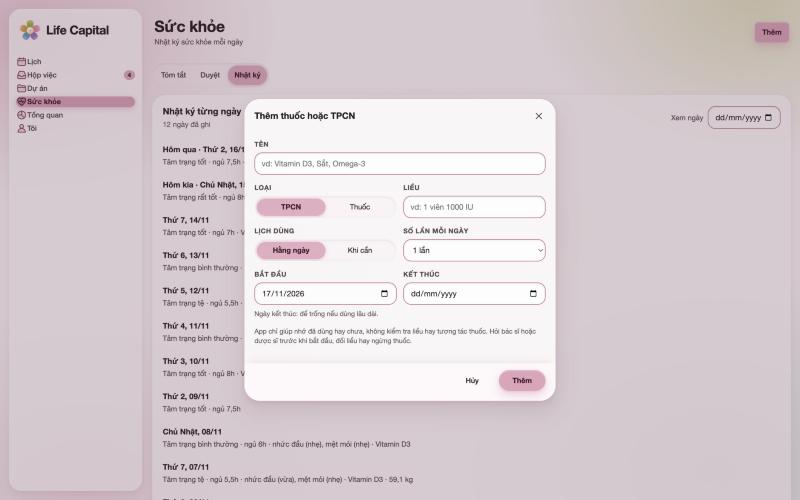 Life Capital
Lịch
Hộp việc 4
Dự án
Sức khỏe
Tổng quan
Tôi
Sức khỏe
Nhật ký sức khỏe mỗi ngày
Thêm
Tóm tắt Duyệt Nhật ký
Nhật ký từng ngày
12 ngày đã ghi
Xem ngày dd/mm/yyyy
Hôm qua · Thứ 2, 16/1
Tâm trạng tốt · ngủ 7,5h ·
Hôm kia · Chủ Nhật, 1
Tâm trạng rất tốt · ngủ 8h
Thứ 7, 14/11
Tâm trạng tốt · ngủ 7h · V
Thứ 6, 13/11
Tâm trạng bình thường ·
Thứ 5, 12/11
Tâm trạng tệ · ngủ 5,5h ·
Thứ 4, 11/11
Tâm trạng bình thường ·
Thứ 3, 10/11
Tâm trạng tốt · ngủ 8h · V
Thứ 2, 09/11
Tâm trạng tốt · ngủ 7,5h
Chủ Nhật, 08/11
Tâm trạng bình thường · ngủ 6h · nhức đầu (nhẹ), mệt mỏi (nhẹ) · Vitamin D3
Thứ 7, 07/11
Tâm trạng tệ · ngủ 5,5h · nhức đầu (vừa), mệt mỏi (nhẹ) · Vitamin D3 · 59,1 kg
Thêm thuốc hoặc TPCN
TÊN
vd: Vitamin D3, Sắt, Omega-3
LOẠI LIỀU
TPCN Thuốc vd: 1 viên 1000 IU
LỊCH DÙNG SỐ LẦN MỖI NGÀY
Hằng ngày Khi cần 1 lần
BẮT ĐẦU KẾT THÚC
17/11/2026 dd/mm/yyyy
Ngày kết thúc: để trống nếu dùng lâu dài.
App chỉ giúp nhớ đã dùng hay chưa, không kiểm tra liều hay tương tác thuốc. Hỏi bác sĩ hoặc
dược sĩ trước khi bắt đầu, đổi liều hay ngừng thuốc.
Hủy Thêm